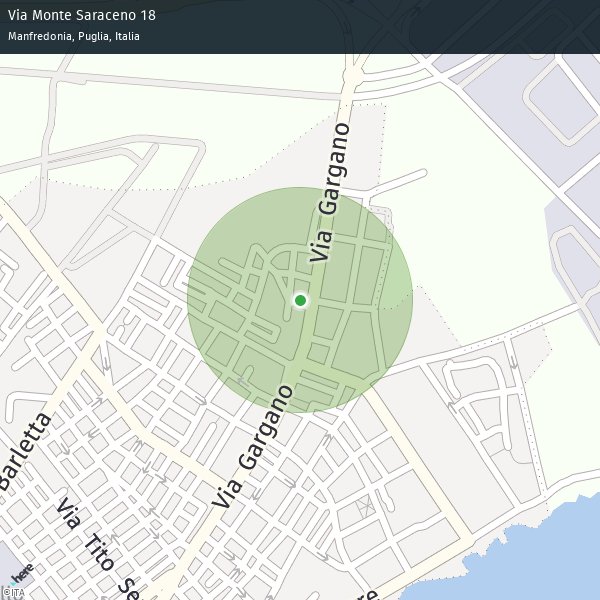 Via Monte Saraceno 18
Manfredonia, Puglia, Italia
Via Gargano
Via Gargano
Barletta
Via Tito Se
here
©ITA